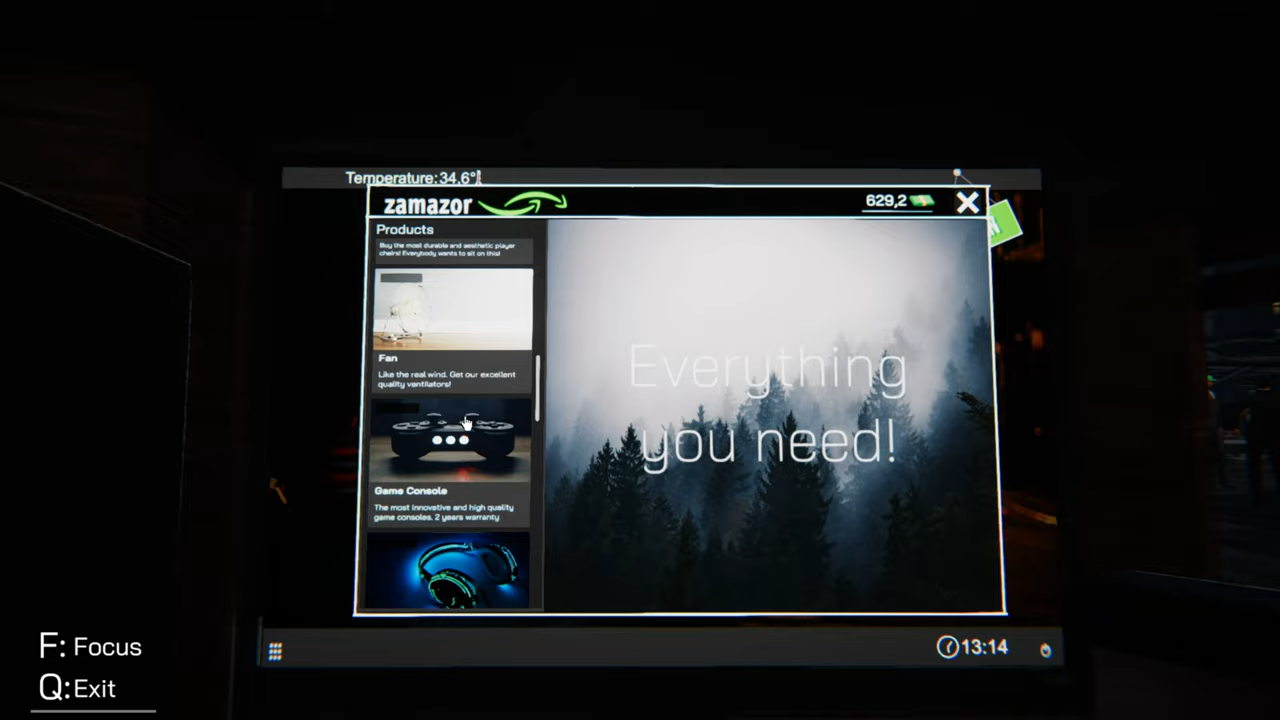 Temperature:34.6°
zamazor
629,2
Products
Buy the most durable and aesthetic player
chairs! Everybody wants to sit on this!
Fan
Like the real wind. Get our excellent
quality ventilators!
Game Console
The most innovative and high quality
game consoles. 2 years warranty
Everything
you need!
F: Focus
Q:Exit
13:14